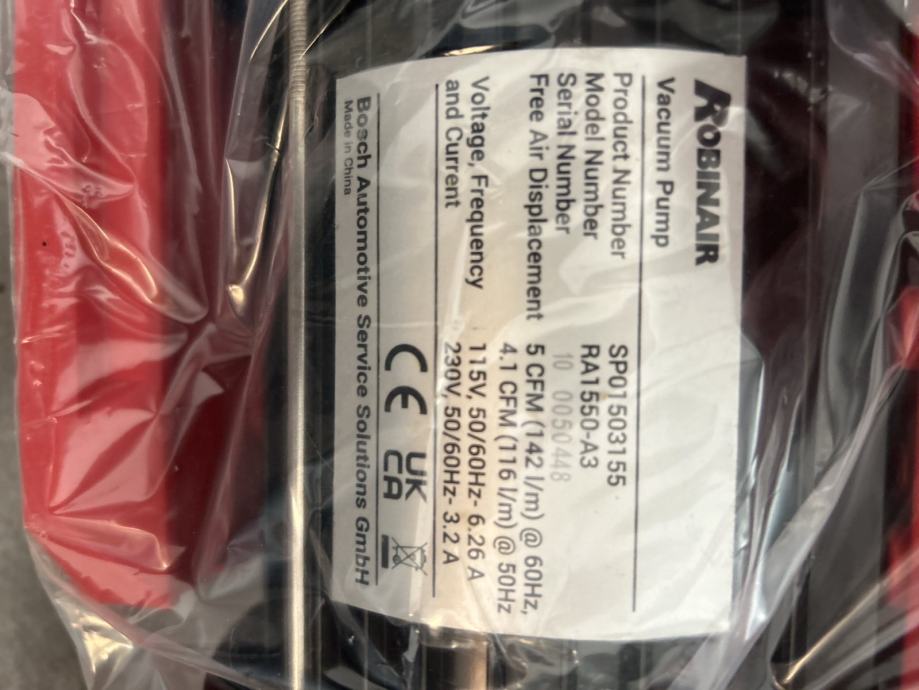 ROBINAIR
Vacuum Pump
Product Number SP01503155
Model Number RA1550-A3
Serial Number 10 0050448
Free Air Displacement 5 CFM (142 l/m) @ 60Hz,
4.1 CFM (116 l/m) @ 50Hz
Voltage, Frequency 115V, 50/60Hz- 6.26 A
and Current 230V, 50/60Hz- 3.2 A
CE UK
CA
Bosch Automotive Service Solutions GmbH
Made in China